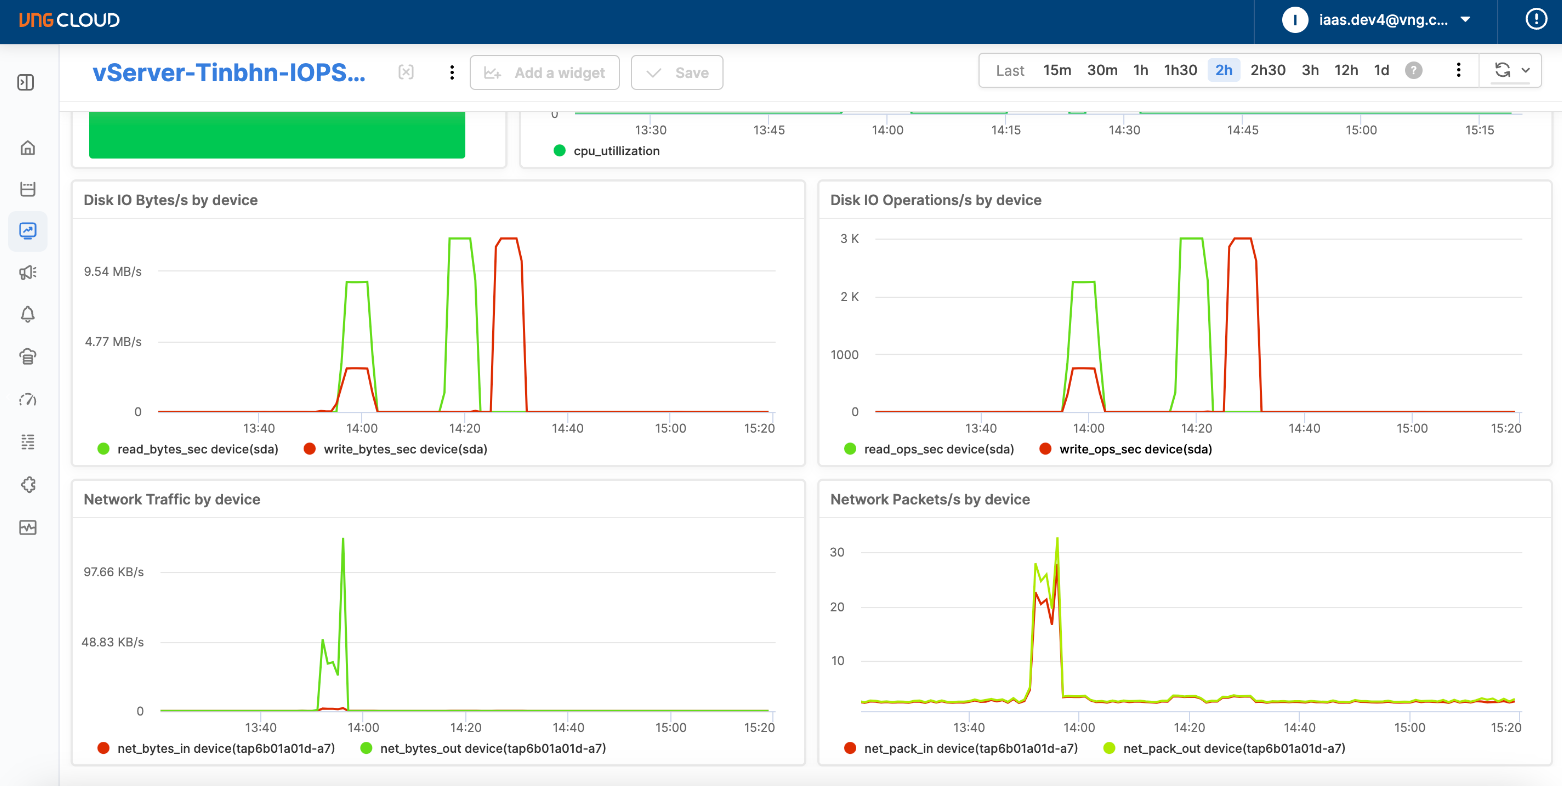 VNG CLOUD
I iaas.dev4@vng.c...
vServer-Tinbhn-IOPS... Add a widget Save Last 15m 30m 1h 1h30 2h 2h30 3h 12h 1d ?
0
13:30 13:45 14:00 14:15 14:30 14:45 15:00 15:15
cpu_utillization
Disk IO Bytes/s by device
9.54 MB/s
4.77 MB/s
0
13:40 14:00 14:20 14:40 15:00 15:20
read_bytes_sec device(sda) write_bytes_sec device(sda)
Disk IO Operations/s by device
3 K
2 K
1000
0
13:40 14:00 14:20 14:40 15:00 15:20
read_ops_sec device(sda) write_ops_sec device(sda)
Network Traffic by device
97.66 KB/s
48.83 KB/s
0
13:40 14:00 14:20 14:40 15:00 15:20
net_bytes_in device(tap6b01a01d-a7) net_bytes_out device(tap6b01a01d-a7)
Network Packets/s by device
30
20
10
13:40 14:00 14:20 14:40 15:00 15:20
net_pack_in device(tap6b01a01d-a7) net_pack_out device(tap6b01a01d-a7)